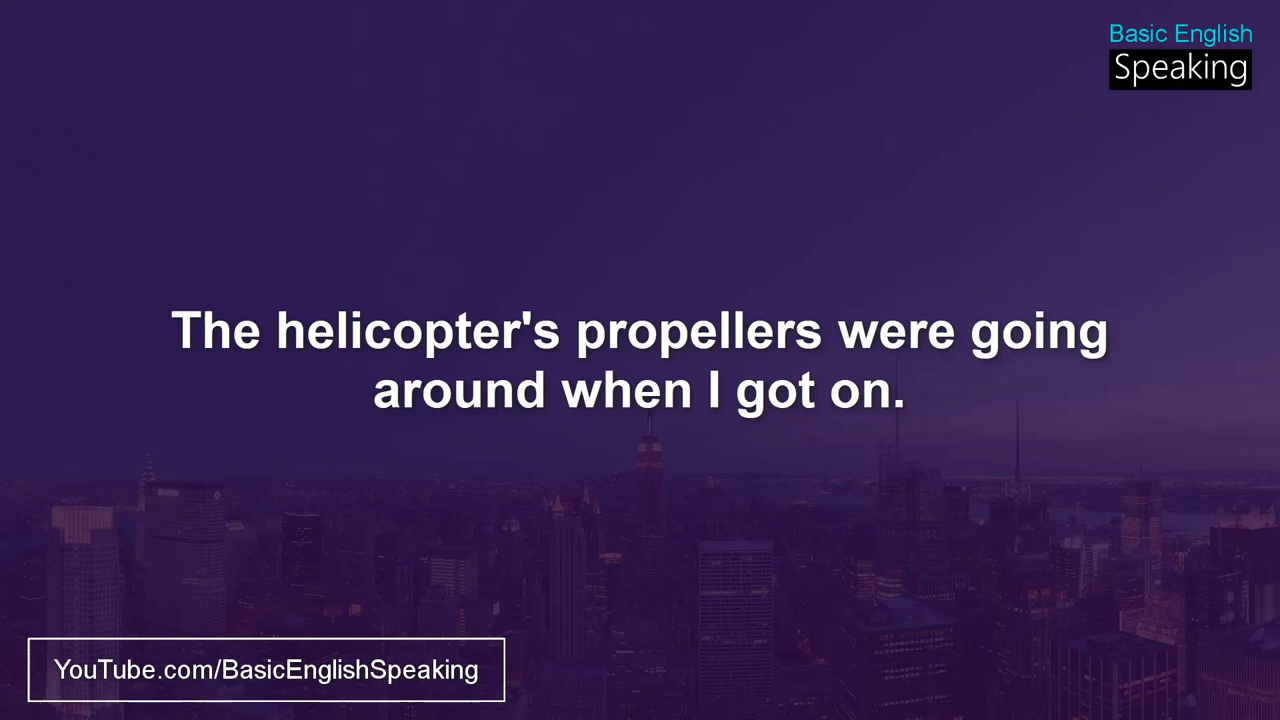 Basic English
Speaking
The helicopter's propellers were going
around when I got on.
YouTube.com/BasicEnglishSpeaking